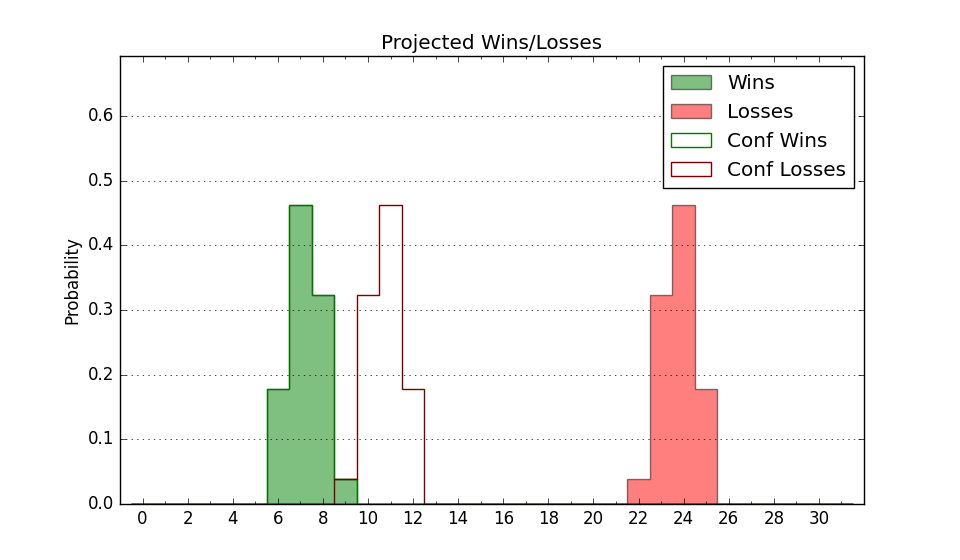 Projected Wins/Losses
Wins
Losses
Conf Wins
Conf Losses
Probability
0.6
0.5
0.4
0.3
0.2
0.1
0.0
0 2 4 6 8 10 12 14 16 18 20 22 24 26 28 30